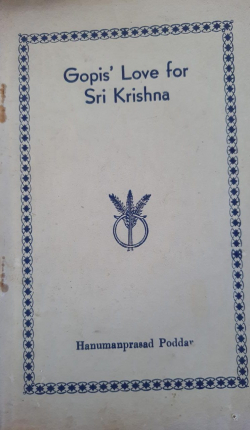 Gopis' Love for
Sri Krishna
Hanumanprasad Poddar